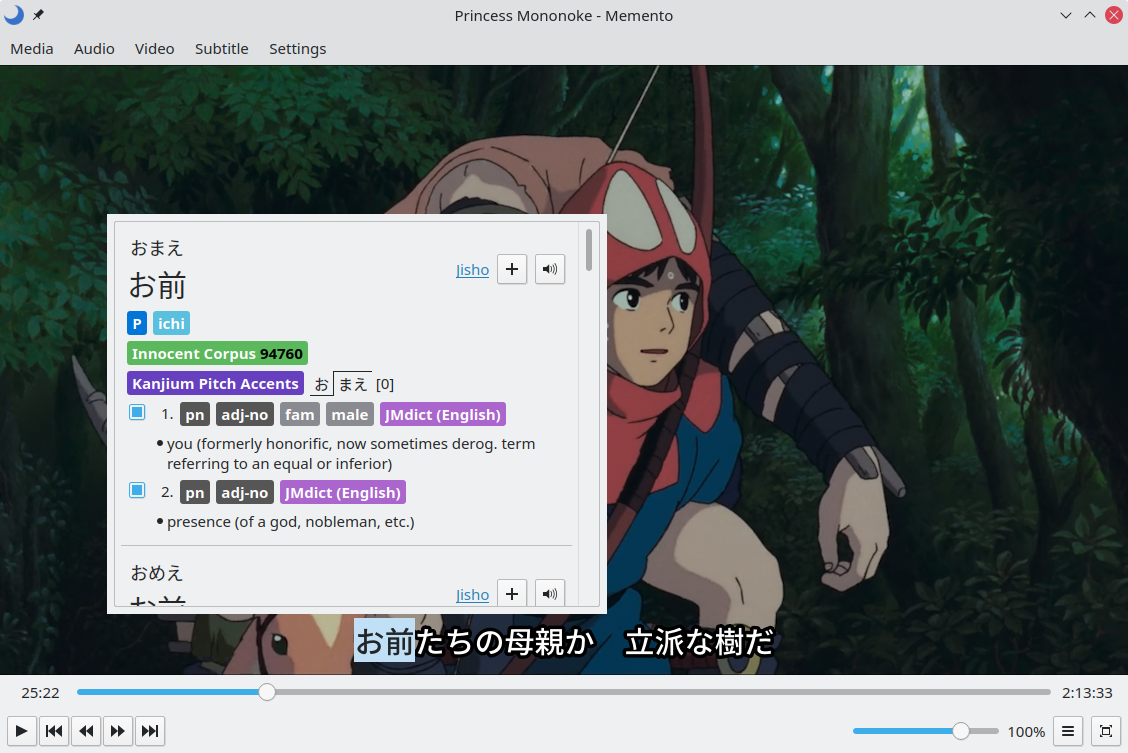 Princess Mononoke - Memento
Media Audio Video Subtitle Settings
おまえ
お前
Jisho +
P ichi
Innocent Corpus 94760
Kanjium Pitch Accents おまえ [0]
1. pn adj-no fam male JMdict (English)
• you (formerly honorific, now sometimes derog. term
referring to an equal or inferior)
2. pn adj-no JMdict (English)
• presence (of a god, nobleman, etc.)
おめえ
お前
Jisho +
お前たちの母親か 立派な樹だ
25:22 2:13:33
100%